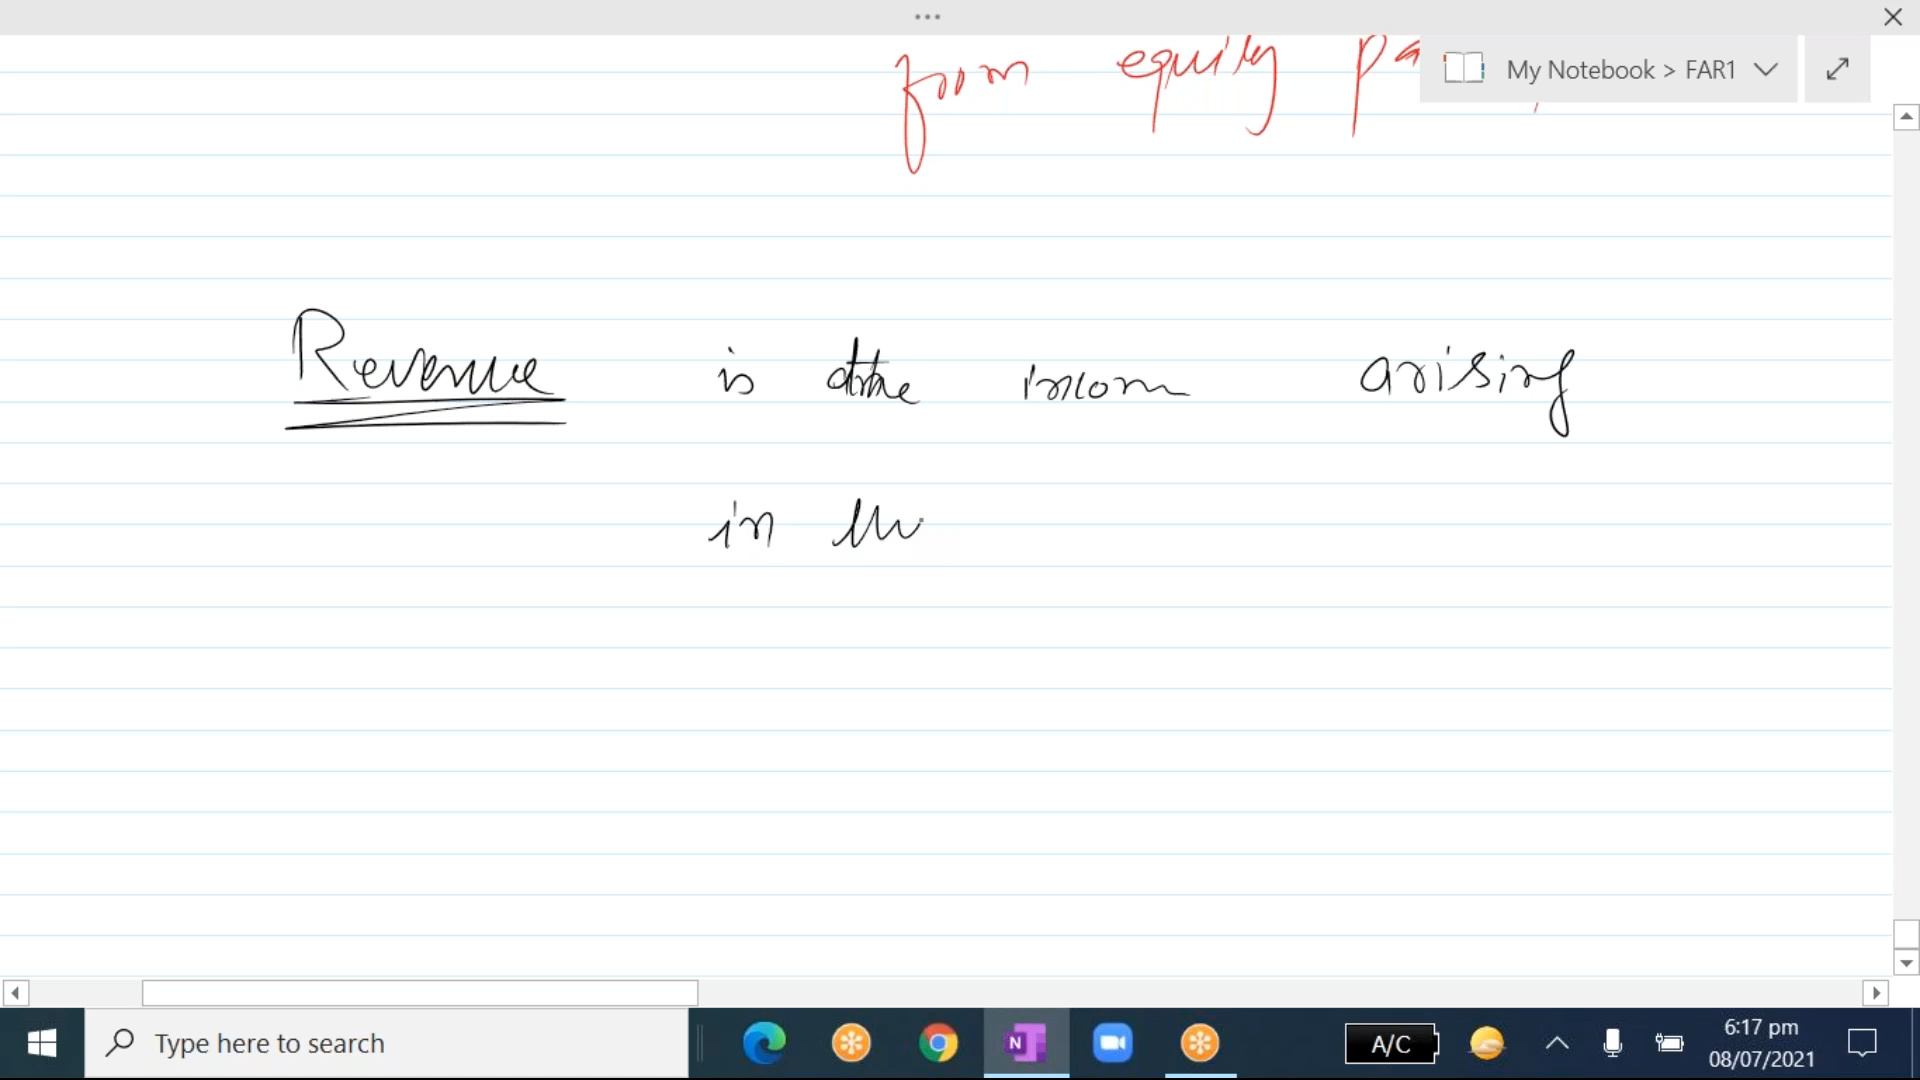 from equity pa
My Notebook > FAR1
Revenue is the income arising
in the
Type here to search
N
A/C
6:17 pm
08/07/2021